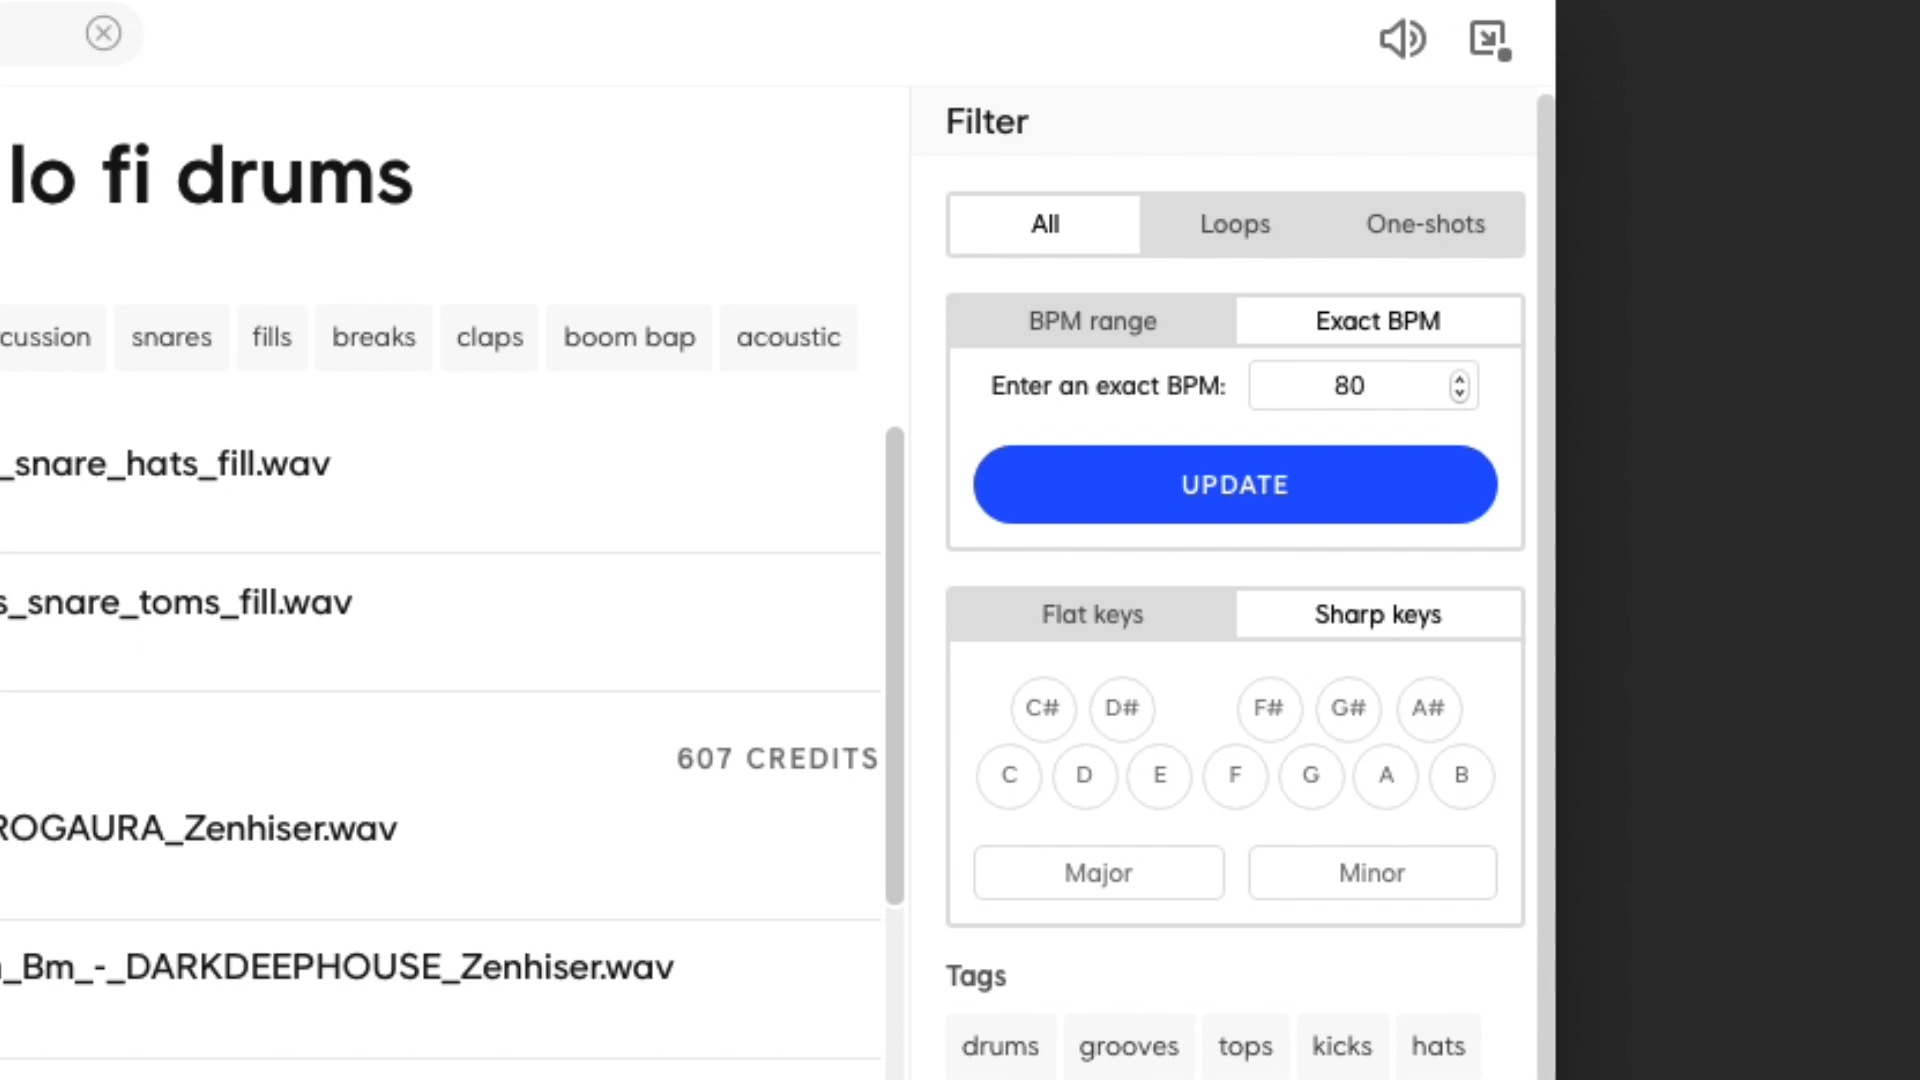 Filter
lo fi drums
All Loops One-shots
BPM range Exact BPM
cussion snares fills breaks claps boom bap acoustic
Enter an exact BPM: 80
_snare_hats_fill.wav
UPDATE
s_snare_toms_fill.wav
Flat keys Sharp keys
C# D# F# G# A#
607 CREDITS
C D E F G A B
ROGAURA_Zenhiser.wav
Major Minor
_Bm_-_DARKDEEPHOUSE_Zenhiser.wav
Tags
drums grooves tops kicks hats